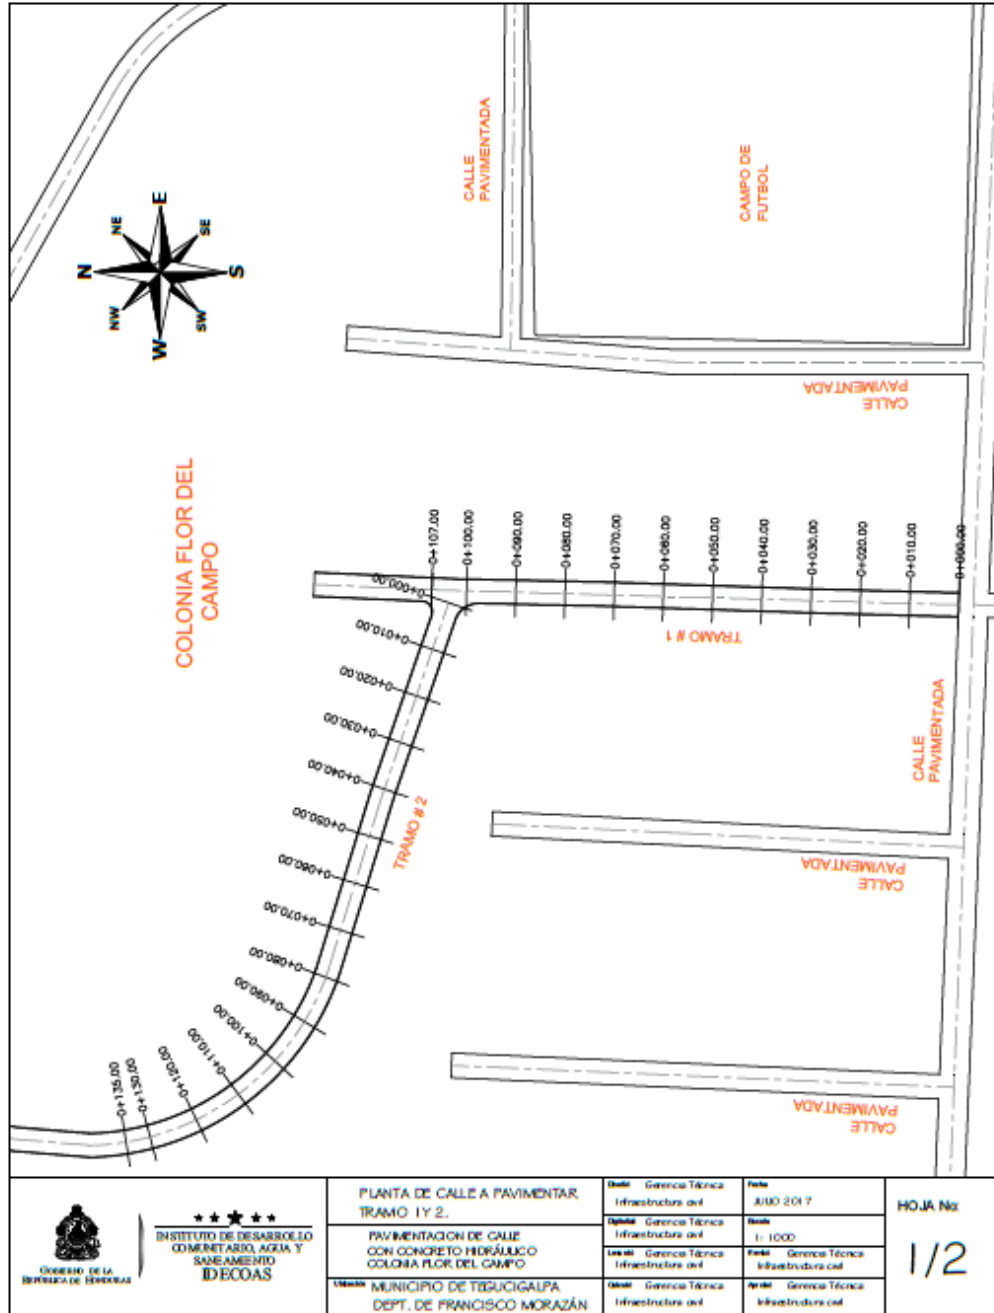 CALLE
PAVIMENTADA
CAMPO DE
FUTBOL
N
NE
E
SE
S
SW
W
NW
CALLE
PAVIMENTADA
COLONIA FLOR DEL
CAMPO
0+107.00
0+100.00
0+090.00
0+080.00
0+070.00
0+060.00
0+050.00
0+040.00
0+030.00
0+020.00
0+010.00
0+000.00
TRAMO # 1
0+000.00
0+010.00
0+020.00
0+030.00
0+040.00
0+050.00
0+060.00
0+070.00
0+080.00
0+090.00
0+100.00
0+110.00
0+120.00
0+130.00
0+135.00
TRAMO # 2
CALLE
PAVIMENTADA
CALLE
PAVIMENTADA
CALLE
PAVIMENTADA
GOBIERNO DE LA
REPÚBLICA DE HONDURAS
INSTITUTO DE DESARROLLO
COMUNITARIO, AGUA Y
SANEAMIENTO
IDECOAS
PLANTA DE CALLE A PAVIMENTAR
TRAMO 1 Y 2.
PAVIMENTACION DE CALLE
CON CONCRETO HIDRÁULICO
COLONIA FLOR DEL CAMPO
Ubicación MUNICIPIO DE TEGUCIGALPA
DEPT. DE FRANCISCO MORAZÁN
Gerencia Técnica
Infraestructura civil
Gerencia Técnica
Infraestructura civil
Gerencia Técnica
Infraestructura civil
Gerencia Técnica
Infraestructura civil
Fecha
JULIO 2017
Escala
1: 1000
Gerencia Técnica
Infraestructura civil
Gerencia Técnica
Infraestructura civil
HOJA No:
1/2